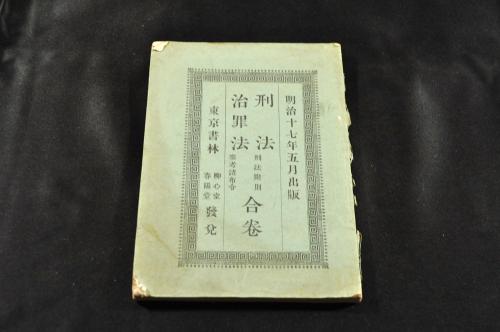 明治十七年五月出版
刑法
刑法附則
合卷
治罪法
参考諸布令
東京書林
柳心堂
春陽堂
發兌